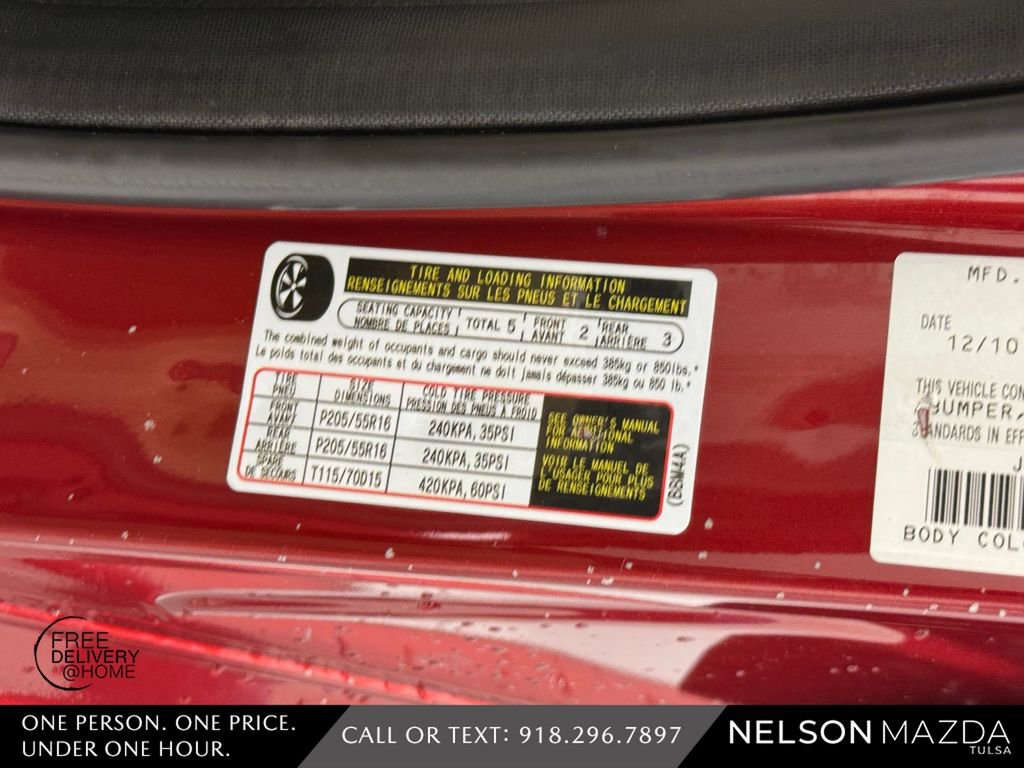 TIRE AND LOADING INFORMATION
RENSEIGNEMENTS SUR LES PNEUS ET LE CHARGEMENT
SEATING CAPACITY
NOMBRE DE PLACES
TOTAL 5
FRONT
AVANT
2
REAR
ARRIÈRE
3
The combined weight of occupants and cargo should never exceed 385kg or 850lbs.*
Le poids total des occupants et du chargement ne doit jamais dépasser 385kg ou 850 lb.*
TIRE
PNEU
SIZE
DIMENSIONS
COLD TIRE PRESSURE
PRESSION DES PNEUS A FROID
FRONT
AVANT
P205/55R16
240KPA, 35PSI
REAR
ARRIÈRE
P205/55R16
240KPA, 35PSI
SPARE
DE SECOURS
T115/70D15
420KPA, 60PSI
SEE OWNER'S MANUAL
FOR ADDITIONAL
INFORMATION
VOIR LE MANUEL DE
L'USAGER POUR PLUS
DE RENSEIGNEMENTS
(BBM4A)
MFD.
DATE
12/10
THIS VEHICLE CON
BUMPER,
STANDARDS IN EFF
J
BODY COL
FREE
DELIVERY
@HOME
ONE PERSON. ONE PRICE.
UNDER ONE HOUR.
CALL OR TEXT: 918.296.7897
NELSON MAZDA
TULSA